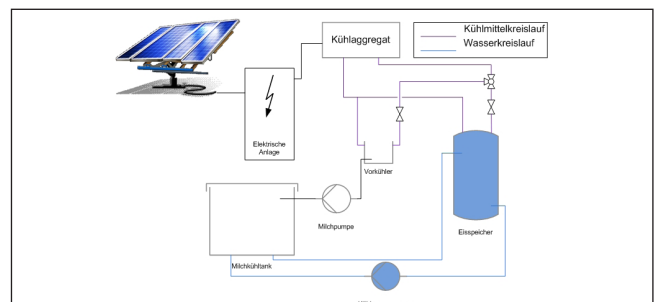 Kühlaggregat
Kühlmittelkreislauf
Wasserkreislauf
Elektrische
Anlage
Vorkühler
Milchpumpe
Eisspeicher
Milchkühltank